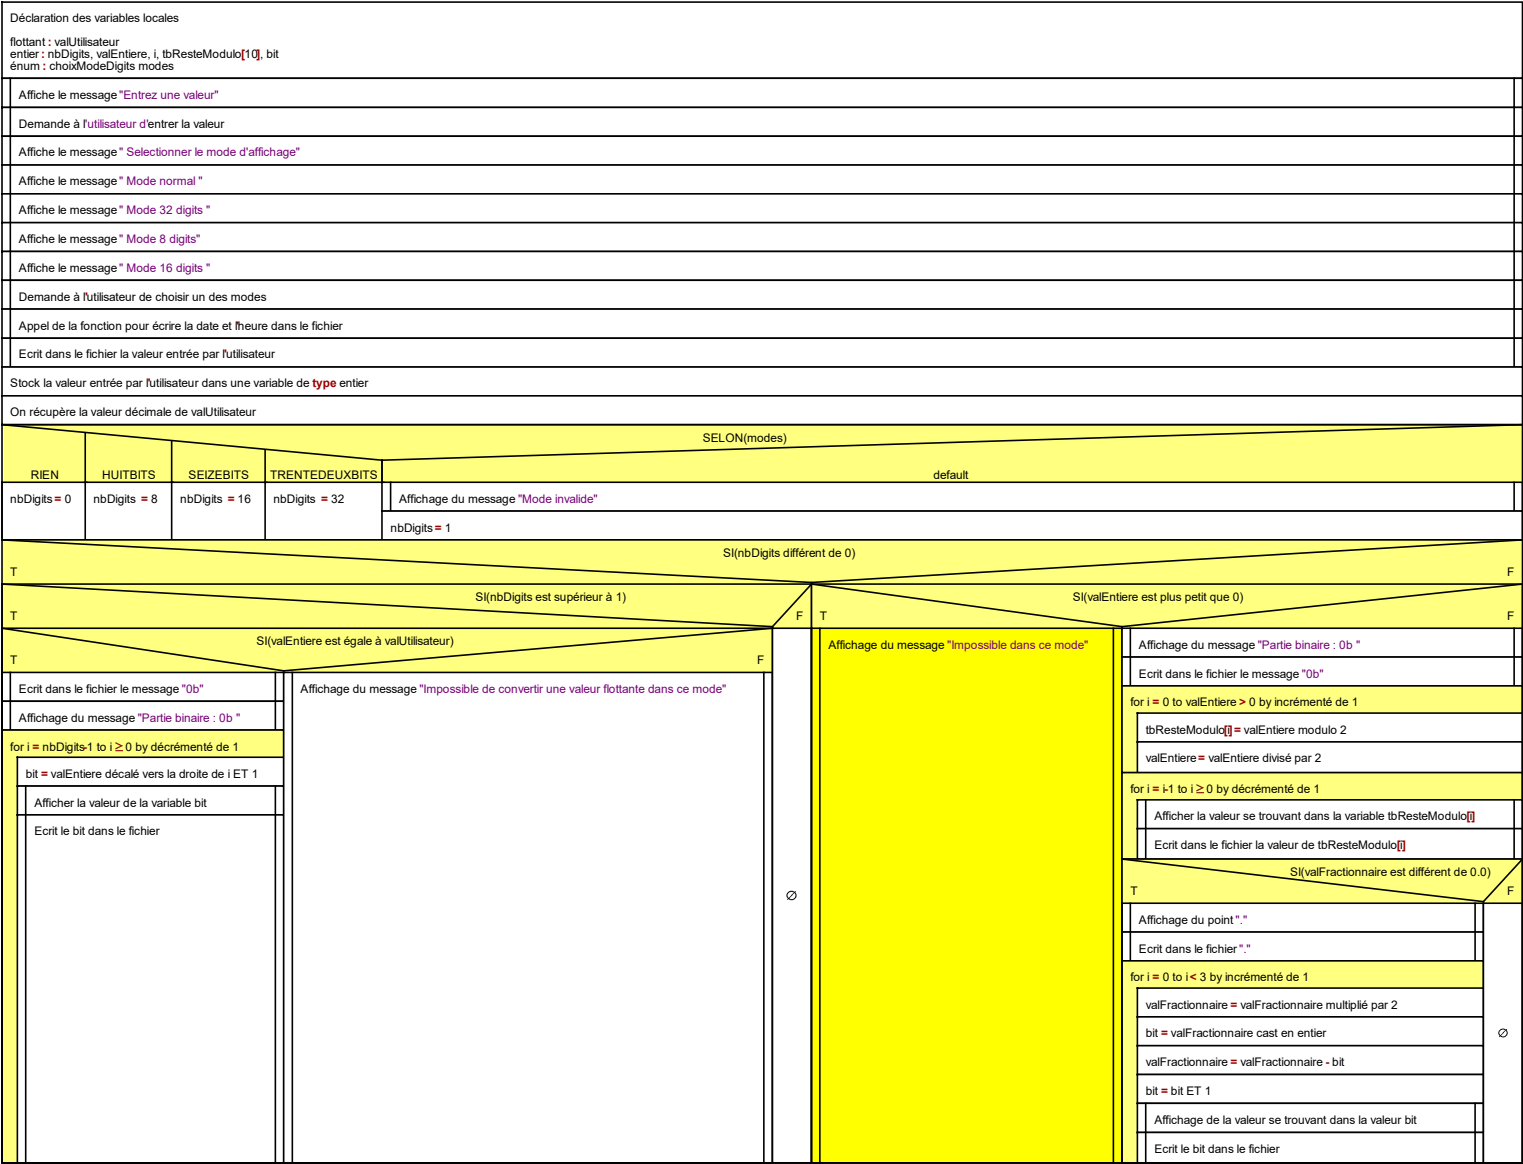 Déclaration des variables locales
flottant : valUtilisateur
entier : nbDigits, valEntiere, i, tbResteModulo[10], bit
énum : choixModeDigits modes
Affiche le message "Entrez une valeur"
Demande à l'utilisateur d'entrer la valeur
Affiche le message " Selectionner le mode d'affichage"
Affiche le message " Mode normal "
Affiche le message " Mode 32 digits "
Affiche le message " Mode 8 digits"
Affiche le message " Mode 16 digits "
Demande à l'utilisateur de choisir un des modes
Appel de la fonction pour écrire la date et l'heure dans le fichier
Ecrit dans le fichier la valeur entrée par l'utilisateur
Stock la valeur entrée par l'utilisateur dans une variable de type entier
On récupère la valeur décimale de valUtilisateur
SELON(modes)
RIEN HUITBITS SEIZEBITS TRENTEDEUXBITS default
nbDigits = 0 nbDigits = 8 nbDigits = 16 nbDigits = 32 Affichage du message "Mode invalide"
nbDigits = 1
SI(nbDigits différent de 0)
T F
SI(nbDigits est supérieur à 1)
T F
SI(valEntiere est égale à valUtilisateur)
T F
Ecrit dans le fichier le message "0b"
Affichage du message "Partie binaire : 0b "
for i = nbDigits-1 to i ≥ 0 by décrémenté de 1
bit = valEntiere décalé vers la droite de i ET 1
Afficher la valeur de la variable bit
Ecrit le bit dans le fichier
Affichage du message "Impossible de convertir une valeur flottante dans ce mode"
∅
SI(valEntiere est plus petit que 0)
T F
Affichage du message "Impossible dans ce mode"
Affichage du message "Partie binaire : 0b "
Ecrit dans le fichier le message "0b"
for i = 0 to valEntiere > 0 by incrémenté de 1
tbResteModulo[i] = valEntiere modulo 2
valEntiere = valEntiere divisé par 2
for i = i-1 to i ≥ 0 by décrémenté de 1
Afficher la valeur se trouvant dans la variable tbResteModulo[i]
Ecrit dans le fichier la valeur de tbResteModulo[i]
SI(valFractionnaire est différent de 0.0)
T F
Affichage du point "."
Ecrit dans le fichier "."
for i = 0 to i < 3 by incrémenté de 1
valFractionnaire = valFractionnaire multiplié par 2
bit = valFractionnaire cast en entier
valFractionnaire = valFractionnaire - bit
bit = bit ET 1
Affichage de la valeur se trouvant dans la valeur bit
Ecrit le bit dans le fichier
∅